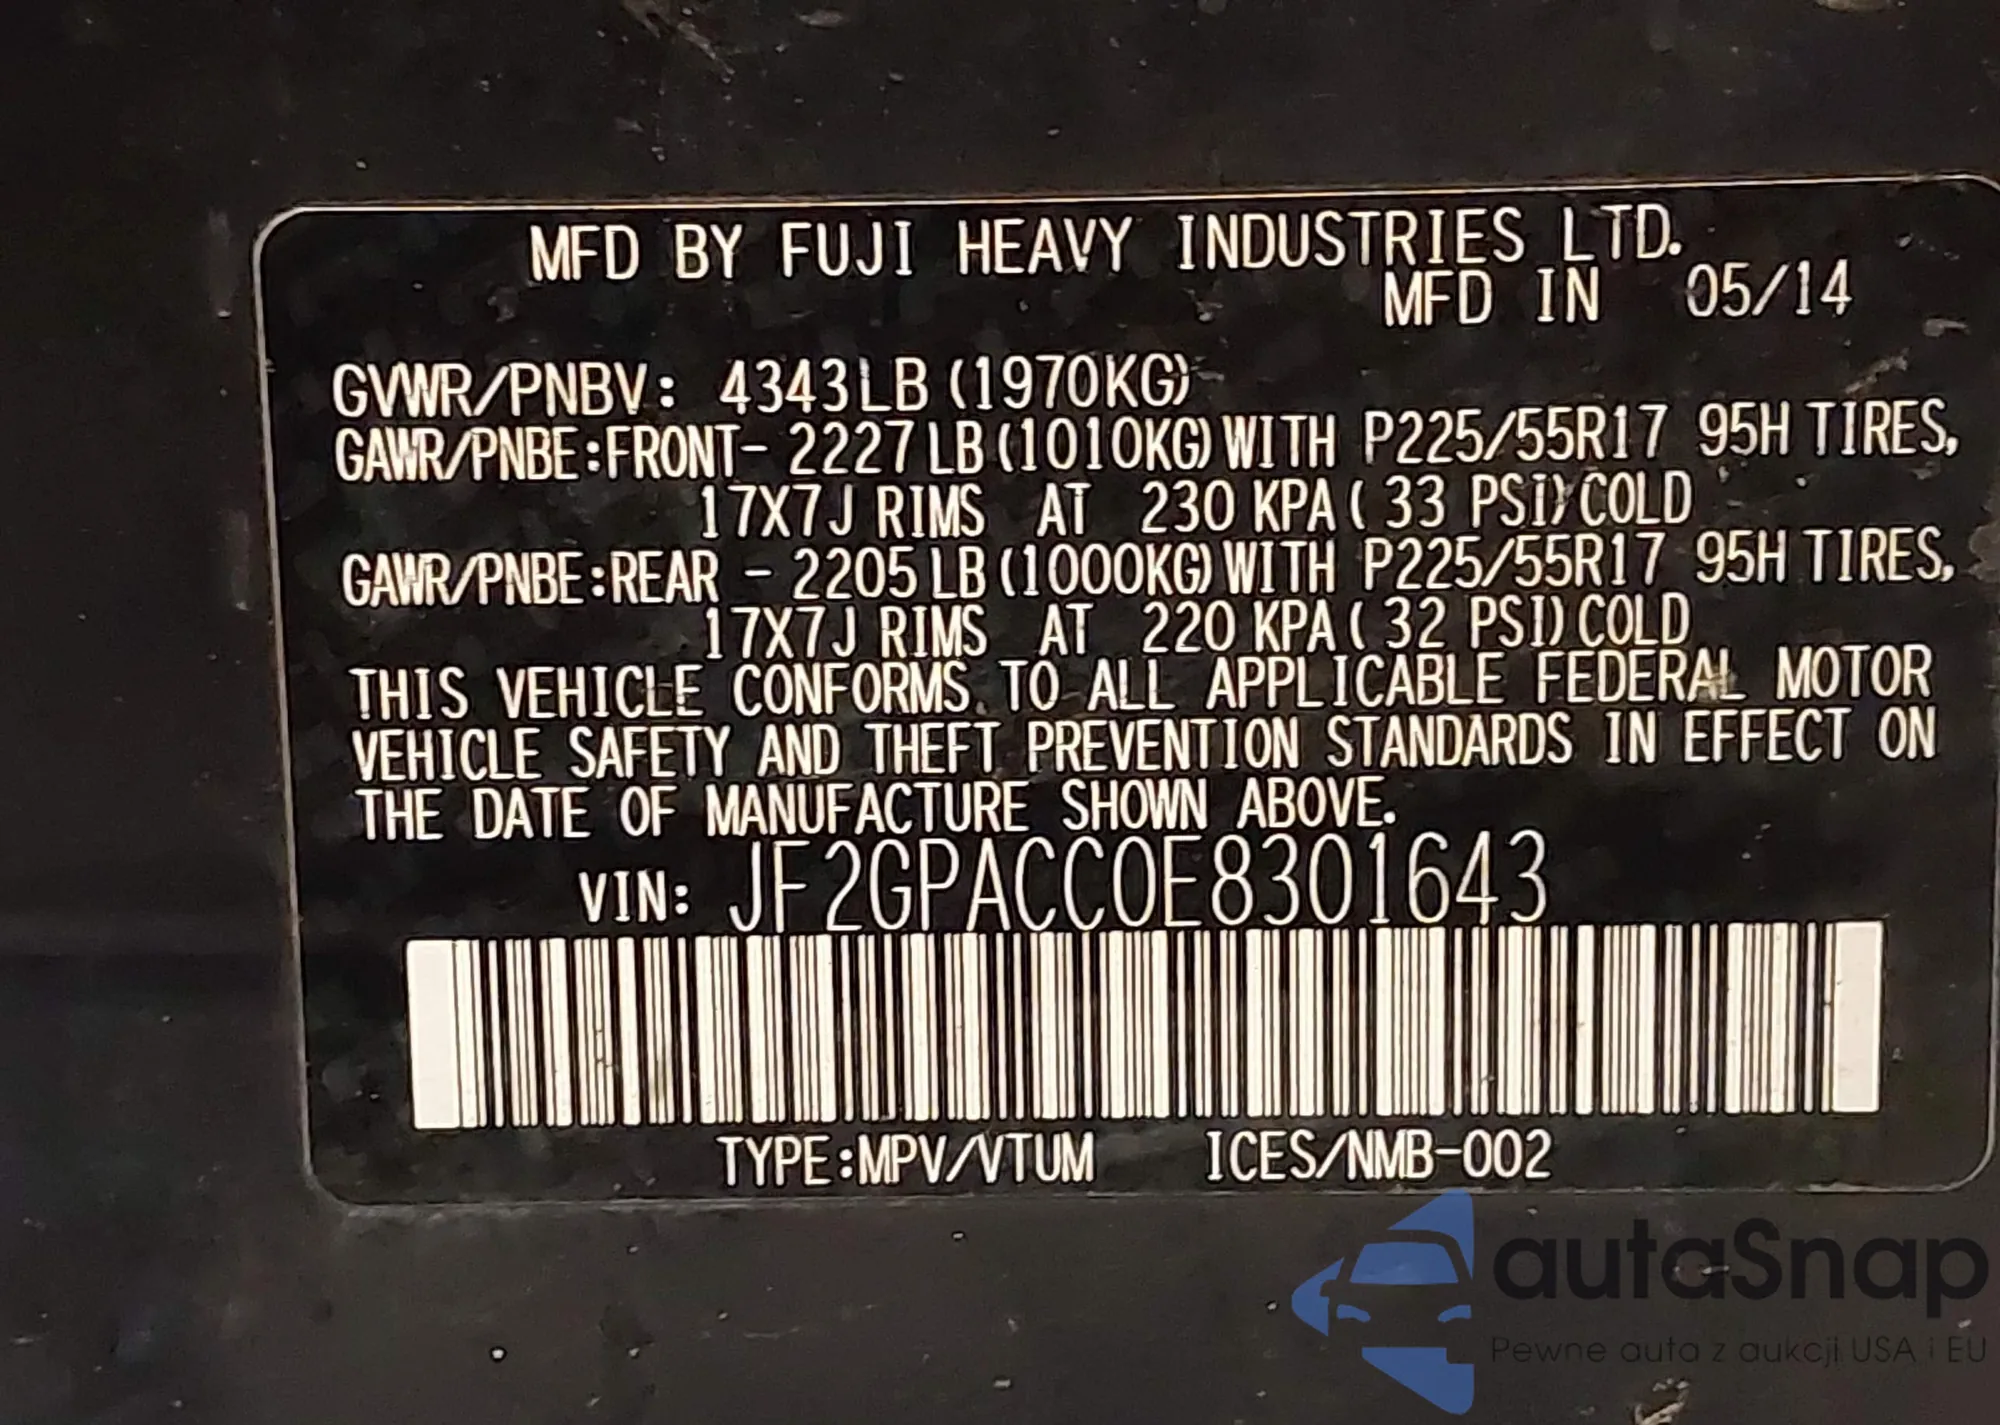 MFD BY FUJI HEAVY INDUSTRIES LTD.
MFD IN 05/14
GVWR/PNBV: 4343LB (1970KG)
GAWR/PNBE:FRONT- 2227LB (1010KG) WITH P225/55R17 95H TIRES,
17X7J RIMS AT 230 KPA ( 33 PSI) COLD
GAWR/PNBE:REAR - 2205LB (1000KG) WITH P225/55R17 95H TIRES,
17X7J RIMS AT 220 KPA ( 32 PSI) COLD
THIS VEHICLE CONFORMS TO ALL APPLICABLE FEDERAL MOTOR
VEHICLE SAFETY AND THEFT PREVENTION STANDARDS IN EFFECT ON
THE DATE OF MANUFACTURE SHOWN ABOVE.
VIN: JF2GPACC0E8301643
TYPE:MPV/VTUM ICES/NMB-002
autaSnap
Pewne auta z aukcji USA i EU